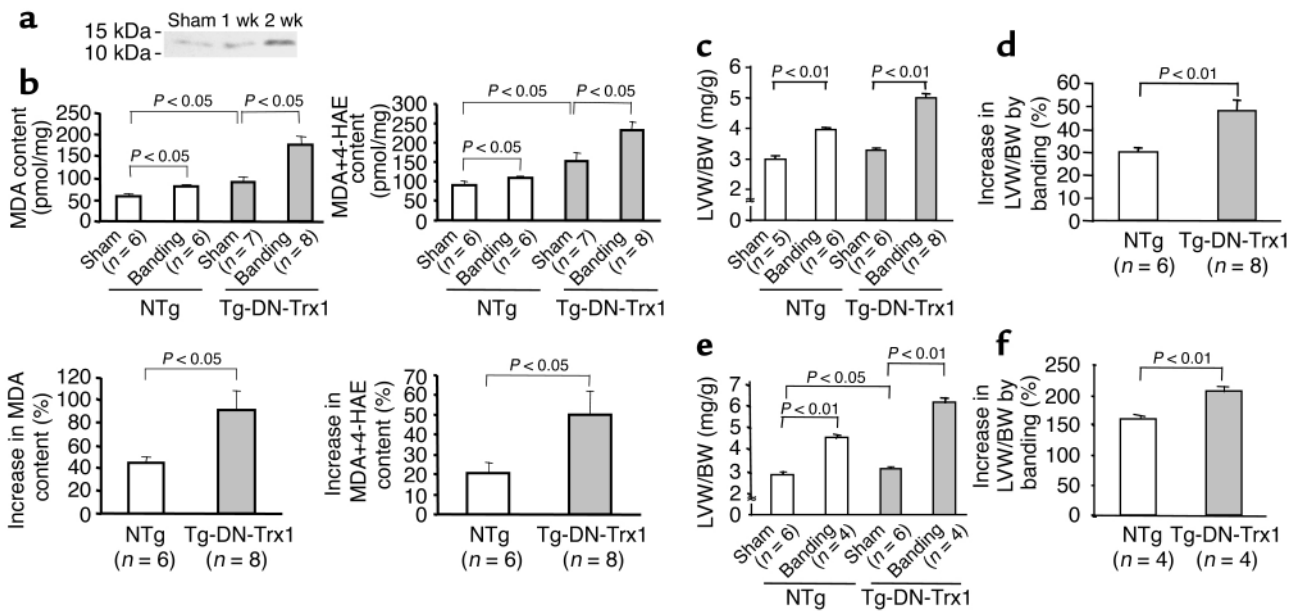 a
Sham 1 wk 2 wk
15 kDa -
10 kDa -
b
MDA content
(pmol/mg)
250
200
150
100
50
0
P < 0.05
P < 0.05
P < 0.05
Sham
(n = 6)
Banding
(n = 6)
Sham
(n = 7)
Banding
(n = 8)
NTg
Tg-DN-Trx1
MDA+4-HAE
content
(pmol/mg)
300
250
200
150
100
50
0
P < 0.05
P < 0.05
P < 0.05
Sham
(n = 6)
Banding
(n = 6)
Sham
(n = 7)
Banding
(n = 8)
NTg
Tg-DN-Trx1
Increase in MDA
content (%)
120
100
80
60
40
20
0
P < 0.05
NTg
(n = 6)
Tg-DN-Trx1
(n = 8)
Increase in
MDA+4-HAE
content (%)
70
60
50
40
30
20
10
0
P < 0.05
NTg
(n = 6)
Tg-DN-Trx1
(n = 8)
c
LVW/BW (mg/g)
6
5
4
3
2
0
P < 0.01
P < 0.01
Sham
(n = 5)
Banding
(n = 6)
Sham
(n = 6)
Banding
(n = 8)
NTg
Tg-DN-Trx1
d
Increase in
LVW/BW by
banding (%)
60
50
40
30
20
10
0
P < 0.01
NTg
(n = 6)
Tg-DN-Trx1
(n = 8)
e
LVW/BW (mg/g)
7
6
5
4
3
2
0
P < 0.05
P < 0.01
P < 0.01
Sham
(n = 6)
Banding
(n = 4)
Sham
(n = 6)
Banding
(n = 4)
NTg
Tg-DN-Trx1
f
Increase in
LVW/BW by
banding (%)
250
200
150
100
50
0
P < 0.01
NTg
(n = 4)
Tg-DN-Trx1
(n = 4)